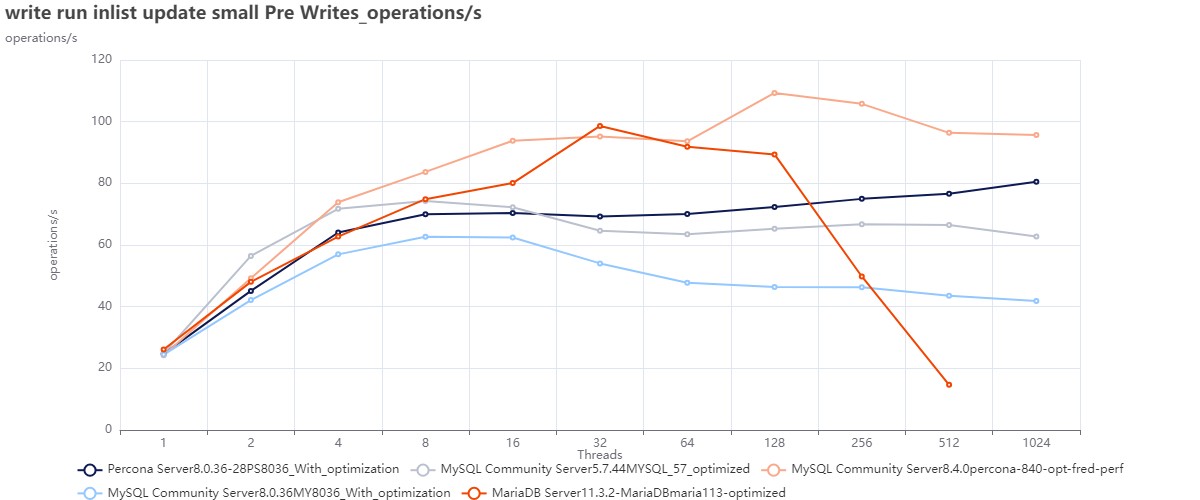 write run inlist update small Pre Writes_operations/s
operations/s
120
100
80
60
40
20
0
operations/s
1 2 4 8 16 32 64 128 256 512 1024
Threads
Percona Server8.0.36-28PS8036_With_optimization MySQL Community Server5.7.44MYSQL_57_optimized MySQL Community Server8.4.0percona-840-opt-fred-perf
MySQL Community Server8.0.36MY8036_With_optimization MariaDB Server11.3.2-MariaDBmaria113-optimized